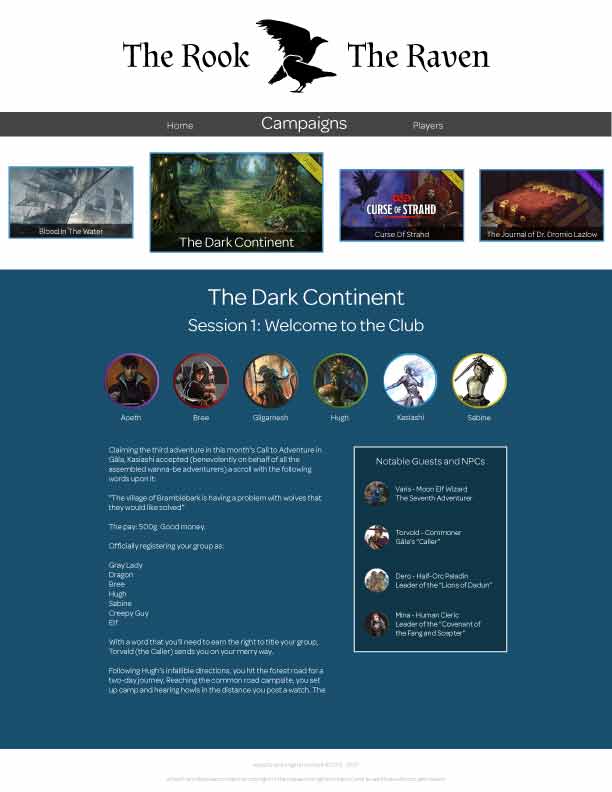 The Rook
The Raven
Home
Campaigns
Players
Blood In The Water
The Dark Continent
D&D
CURSE OF STRAHD
Curse Of Strahd
The Journal of Dr. Dromio Lazlow
The Dark Continent
Session 1: Welcome to the Club
Aoeth
Bree
Gilgamesh
Hugh
Kasiashi
Sabine
Claiming the third adventure in this month's Call to Adventure in
Gâla, Kasiashi accepted (benevolently on behalf of all the
assembled wanna-be adventurers) a scroll with the following
words upon it:
"The village of Bramblebark is having a problem with wolves that
they would like solved"
The pay: 500g. Good money.
Officially registering your group as:
Gray Lady
Dragon
Bree
Hugh
Sabine
Creepy Guy
Elf
With a word that you'll need to earn the right to title your group,
Torvald (the Caller) sends you on your merry way.
Following Hugh's infallible directions, you hit the forest road for a
two-day journey. Reaching the common road campsite, you set
up camp and hearing howls in the distance you post a watch. The
Notable Guests and NPCs
Varis - Moon Elf Wizard
The Seventh Adventurer
Torvald - Commoner
Gâla's "Caller"
Dero - Half-Orc Paladin
Leader of the "Lions of Dadun"
Mina - Human Cleric
Leader of the "Covenant of
the Fang and Scepter"